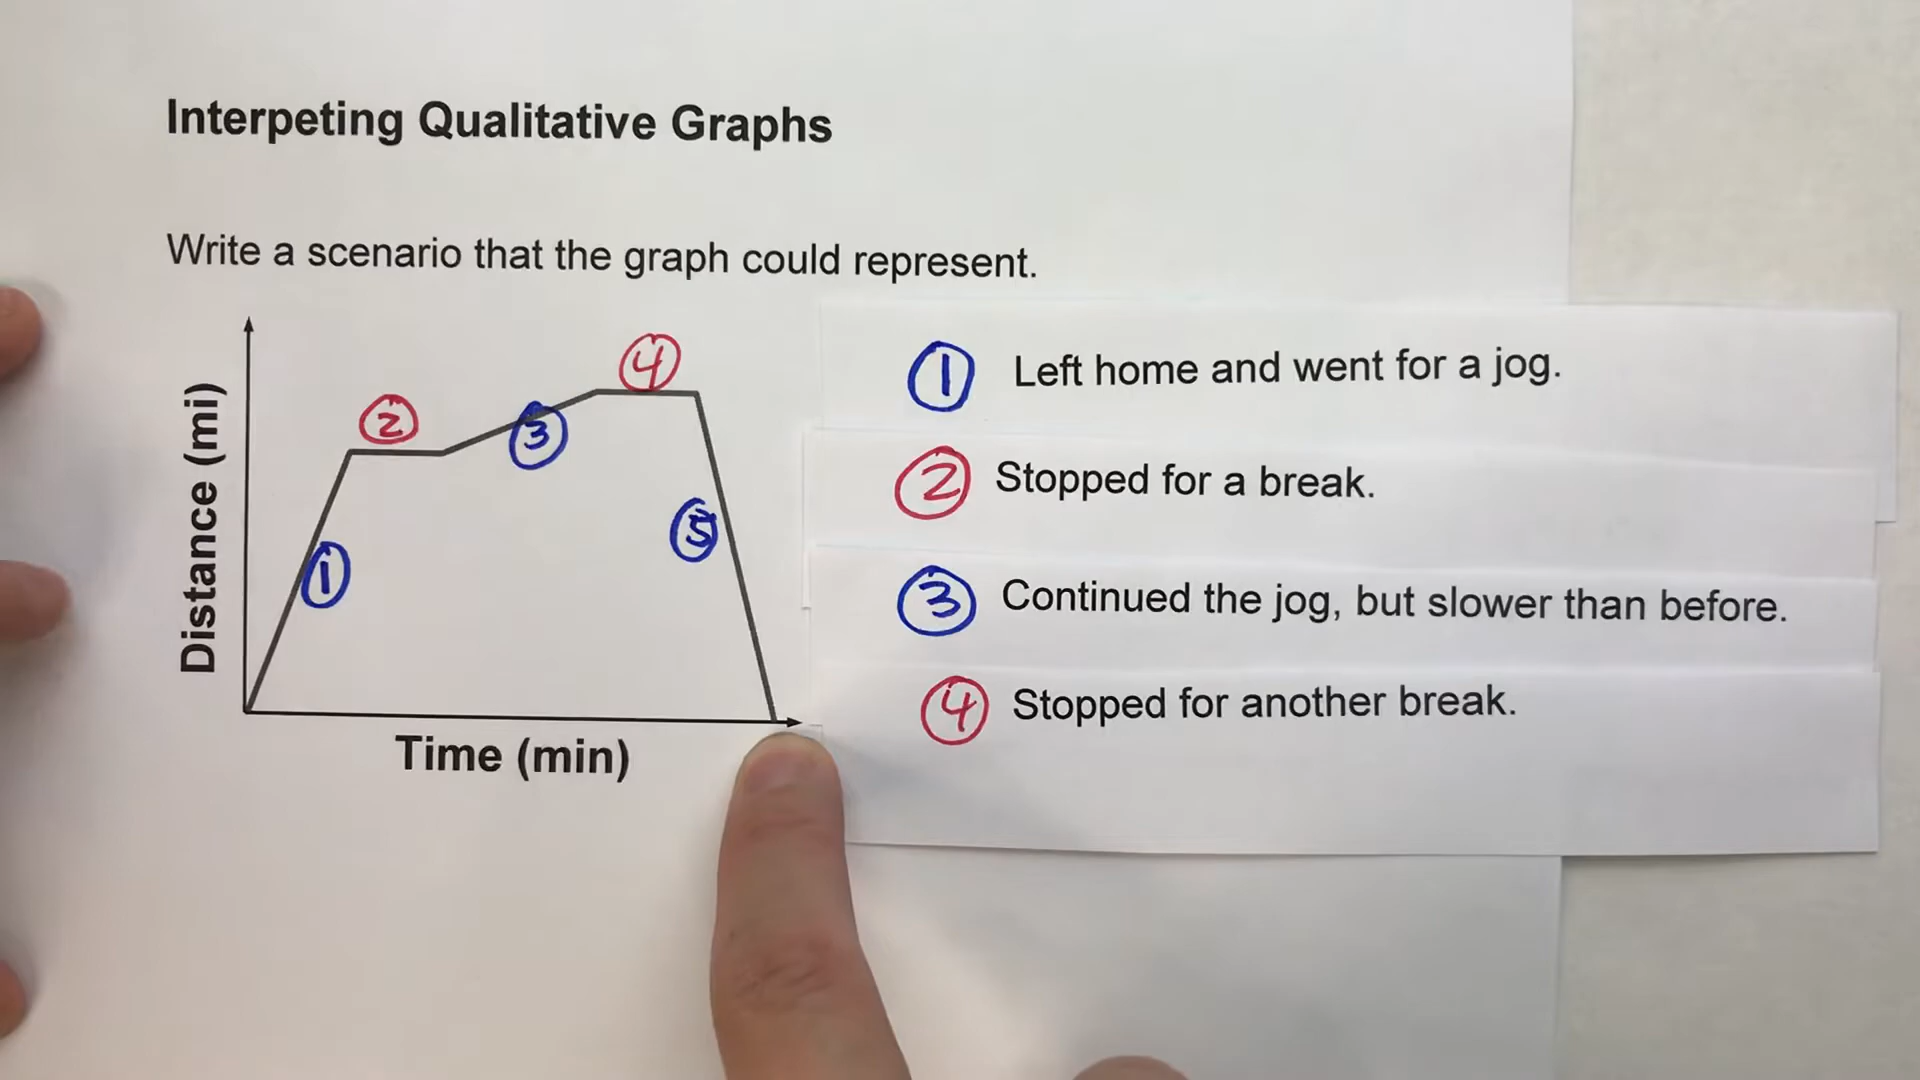 Interpeting Qualitative Graphs
Write a scenario that the graph could represent.
Distance (mi)
Time (min)
1
2
3
4
5
1 Left home and went for a jog.
2 Stopped for a break.
3 Continued the jog, but slower than before.
4 Stopped for another break.